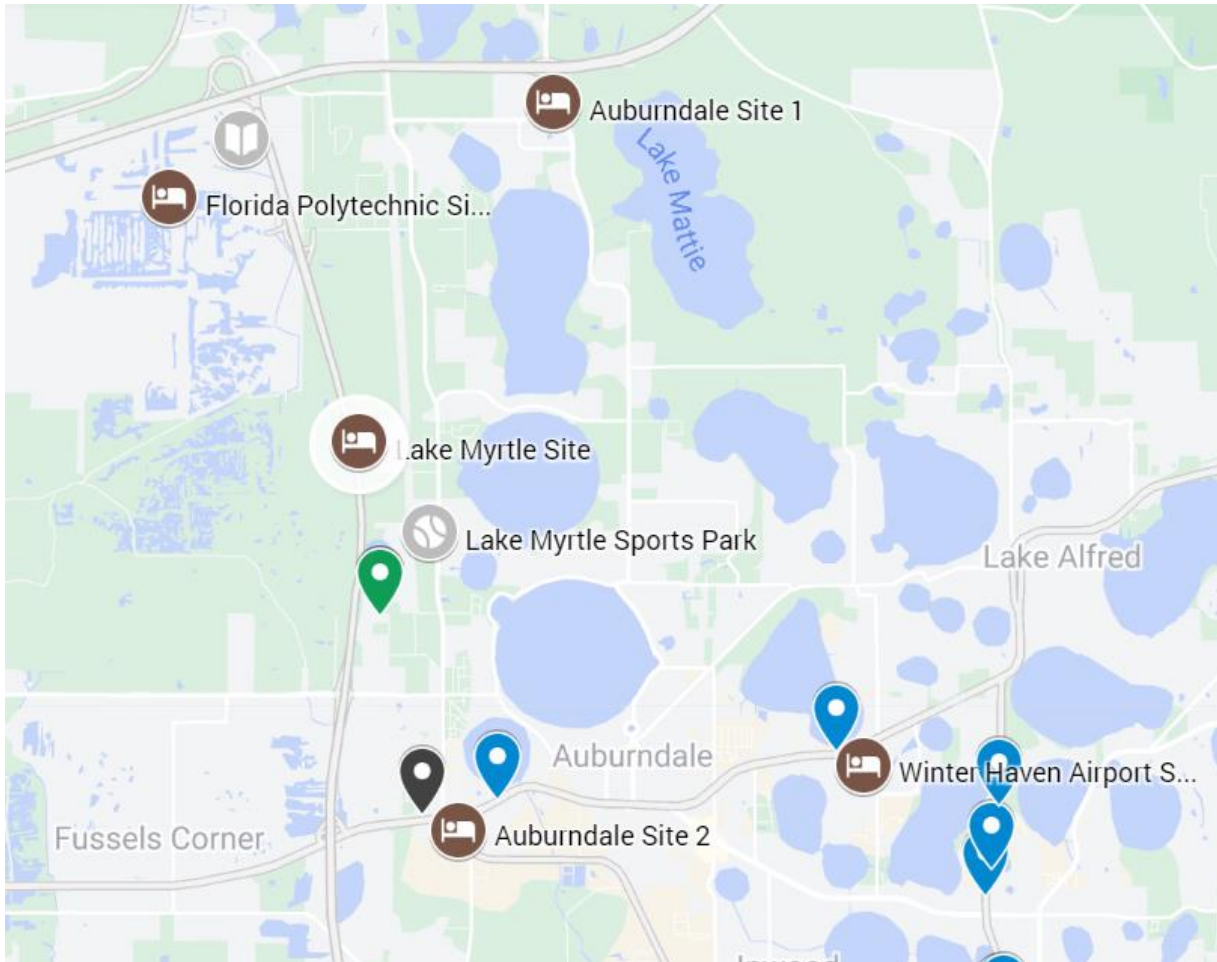 Auburndale Site 1
Lake Mattie
Florida Polytechnic Si...
Lake Myrtle Site
Lake Myrtle Sports Park
Lake Alfred
Auburndale
Winter Haven Airport S...
Fussels Corner
Auburndale Site 2